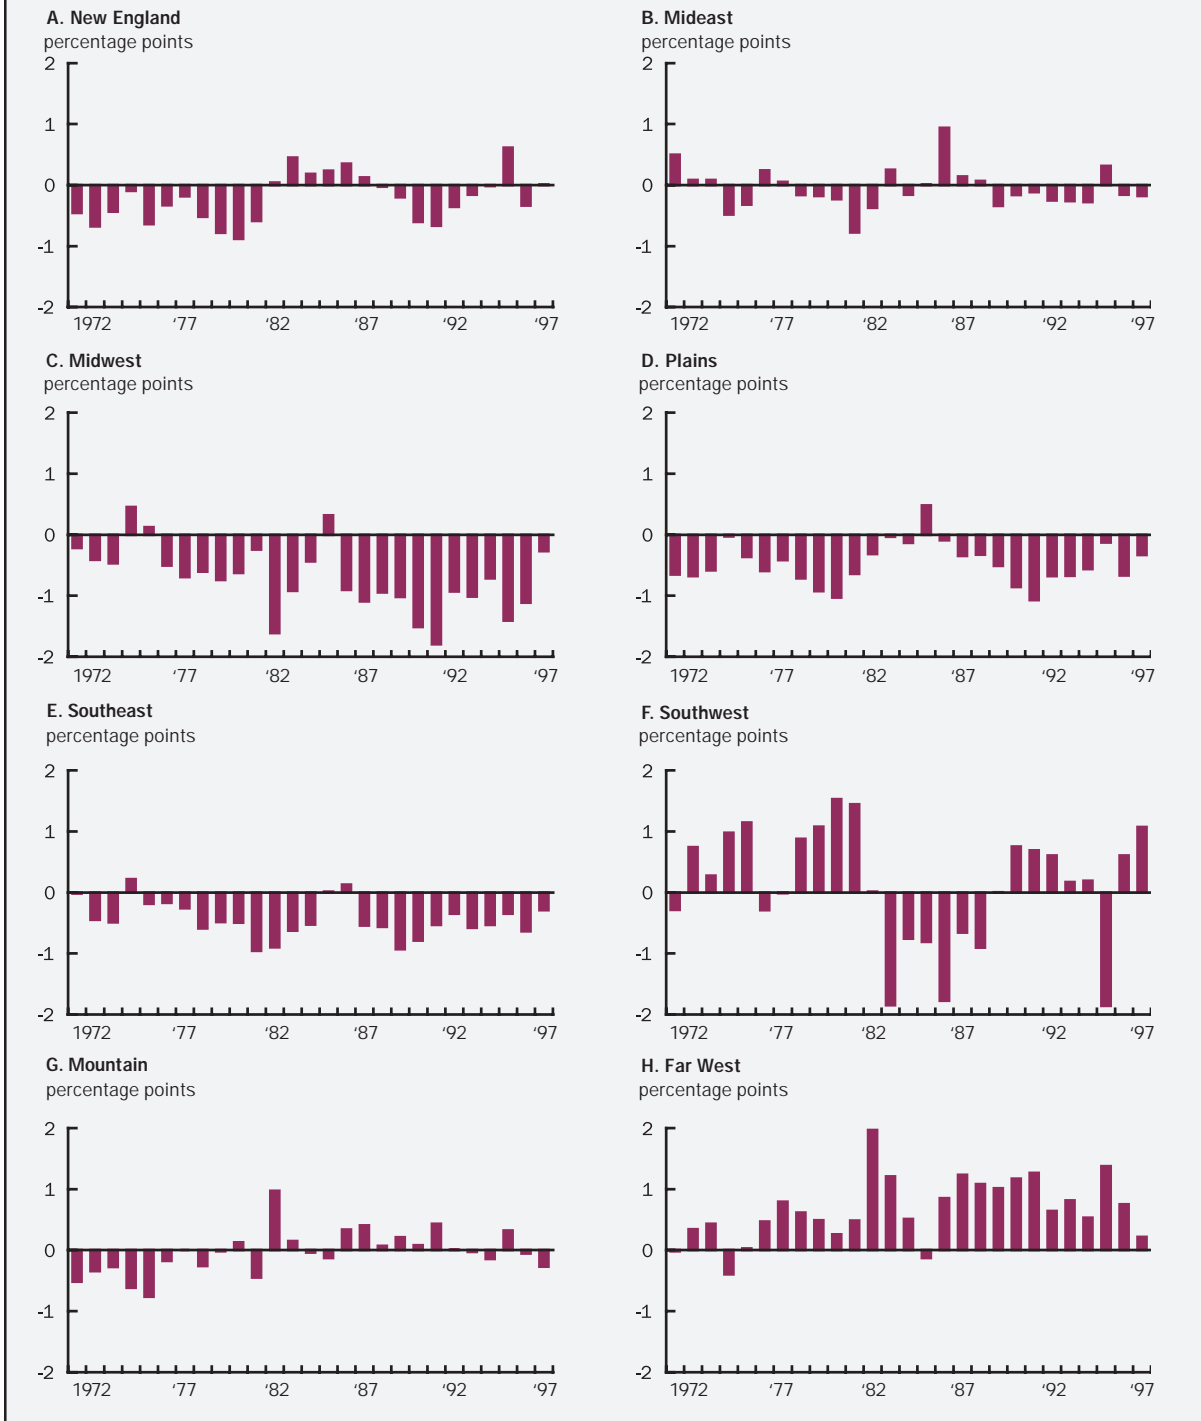 A. New England
percentage points
2
1
0
-1
-2
1972 ‘77 ‘82 ‘87 ‘92 ‘97
B. Mideast
percentage points
2
1
0
-1
-2
1972 ‘77 ‘82 ‘87 ‘92 ‘97
C. Midwest
percentage points
2
1
0
-1
-2
1972 ‘77 ‘82 ‘87 ‘92 ‘97
D. Plains
percentage points
2
1
0
-1
-2
1972 ‘77 ‘82 ‘87 ‘92 ‘97
E. Southeast
percentage points
2
1
0
-1
-2
1972 ‘77 ‘82 ‘87 ‘92 ‘97
F. Southwest
percentage points
2
1
0
-1
-2
1972 ‘77 ‘82 ‘87 ‘92 ‘97
G. Mountain
percentage points
2
1
0
-1
-2
1972 ‘77 ‘82 ‘87 ‘92 ‘97
H. Far West
percentage points
2
1
0
-1
-2
1972 ‘77 ‘82 ‘87 ‘92 ‘97